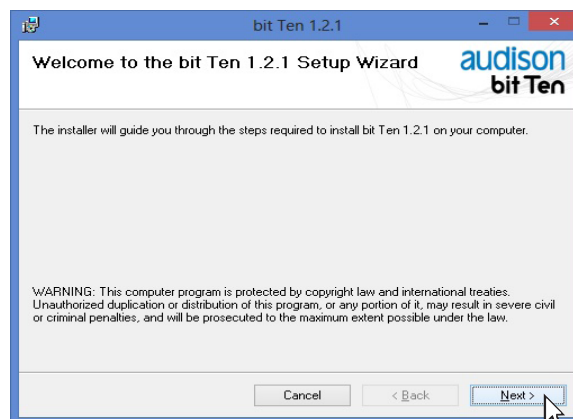 bit Ten 1.2.1
Welcome to the bit Ten 1.2.1 Setup Wizard
audison
bit Ten
The installer will guide you through the steps required to install bit Ten 1.2.1 on your computer.
WARNING: This computer program is protected by copyright law and international treaties.
Unauthorized duplication or distribution of this program, or any portion of it, may result in severe civil
or criminal penalties, and will be prosecuted to the maximum extent possible under the law.
Cancel
< Back
Next >